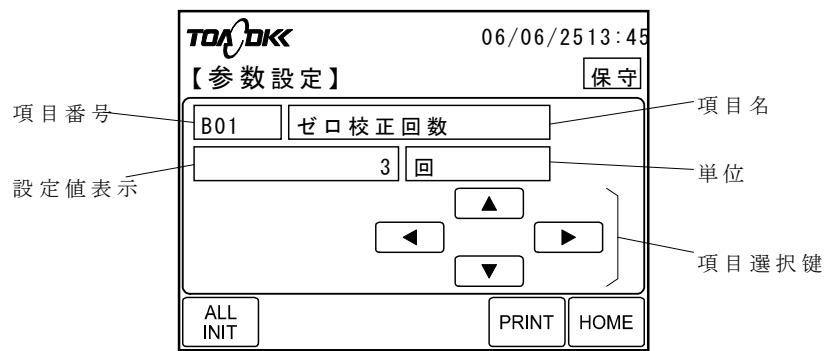 TOADKK 06/06/2513:45
【参数設定】 保守
項目番号
B01 ゼロ校正回数
項目名
設定値表示
3 回
単位
▲
◀ ▶
▼
項目選択键
ALL INIT
PRINT HOME